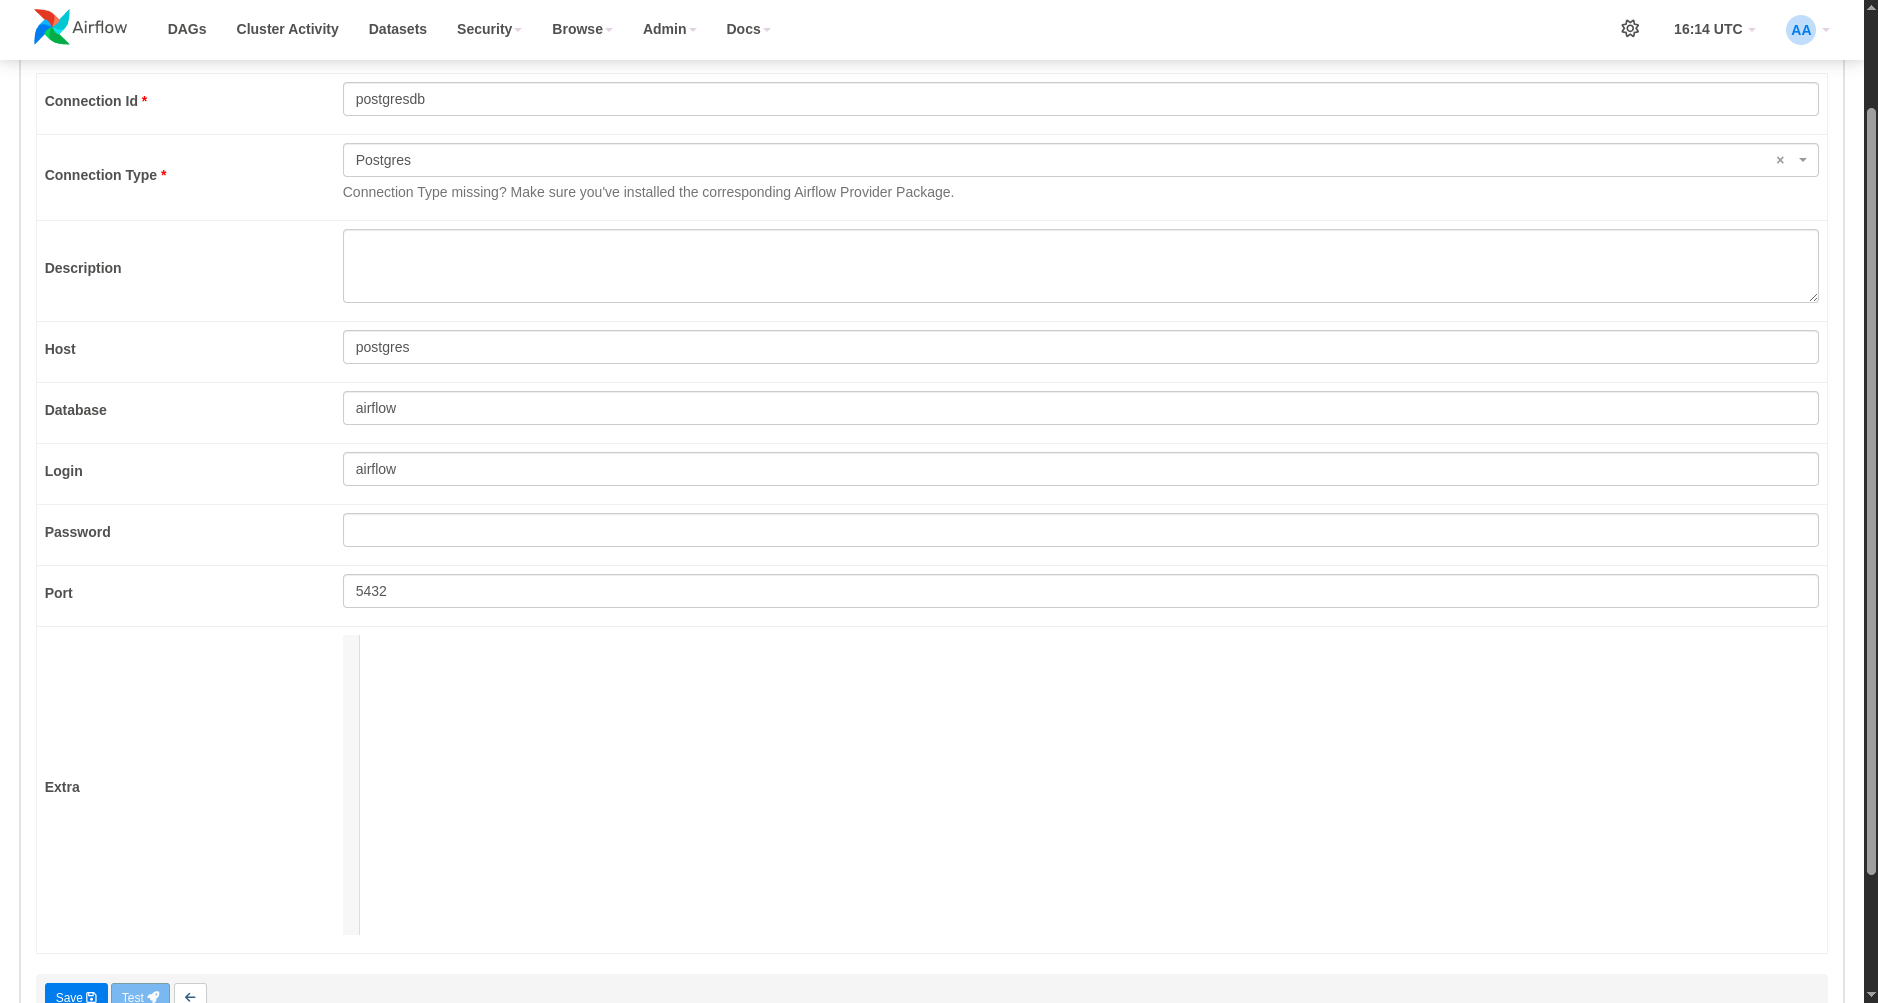 Airflow DAGs Cluster Activity Datasets Security Browse Admin Docs 16:14 UTC AA
Connection Id * postgresdb
Connection Type * Postgres ×
Connection Type missing? Make sure you've installed the corresponding Airflow Provider Package.
Description
Host postgres
Database airflow
Login airflow
Password
Port 5432
Extra
Save Test